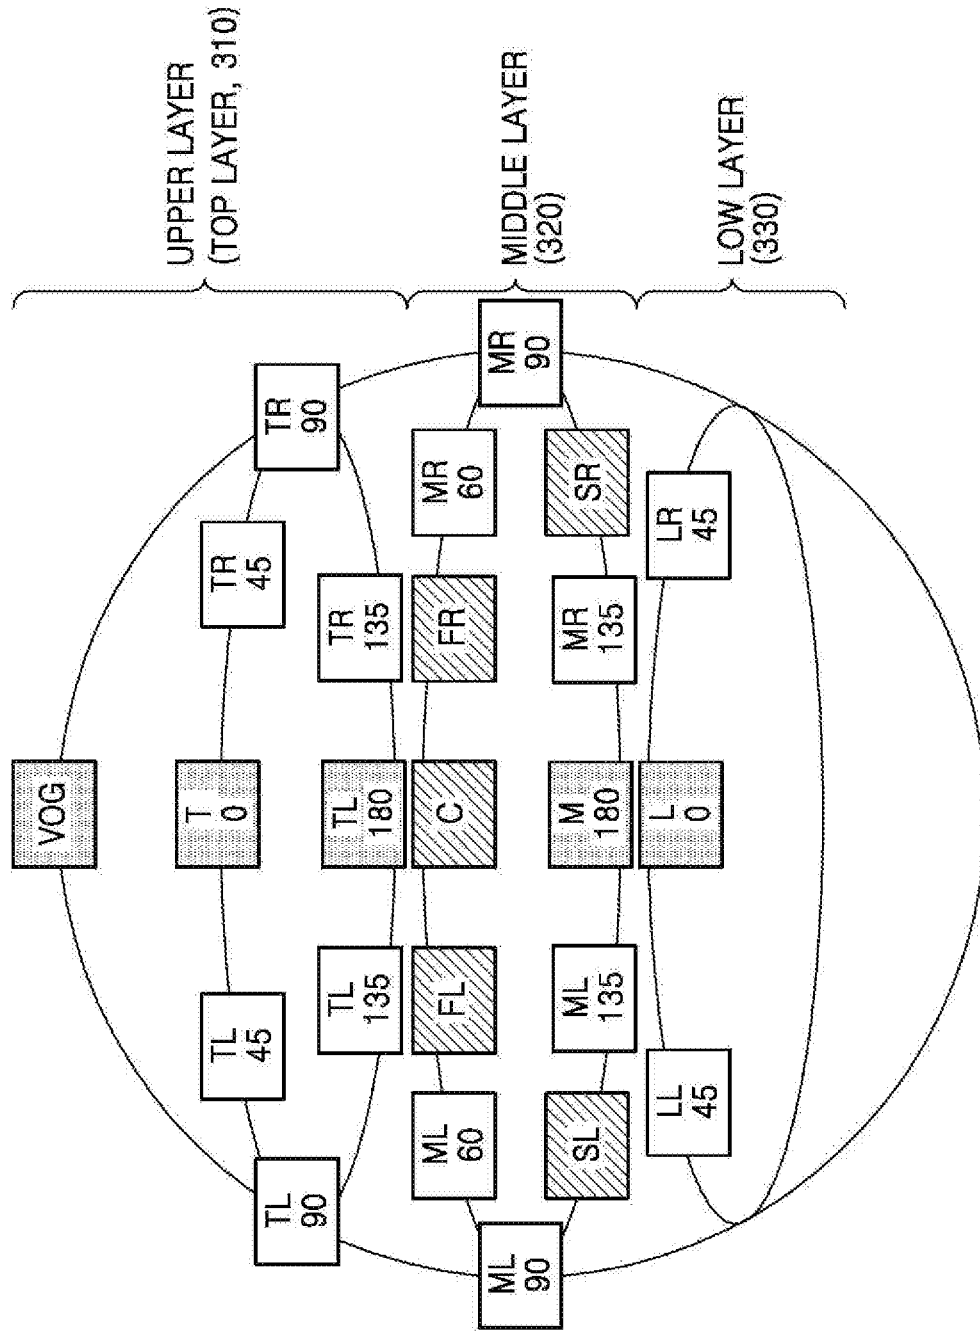 VOG
TL
90
TL
45
T
0
TR
45
TR
90
TL
135
TL
180
TR
135
UPPER LAYER
(TOP LAYER, 310)
ML
90
ML
60
FL
C
FR
MR
60
MR
90
SL
ML
135
M
180
MR
135
SR
MIDDLE LAYER
(320)
LL
45
L
0
LR
45
LOW LAYER
(330)